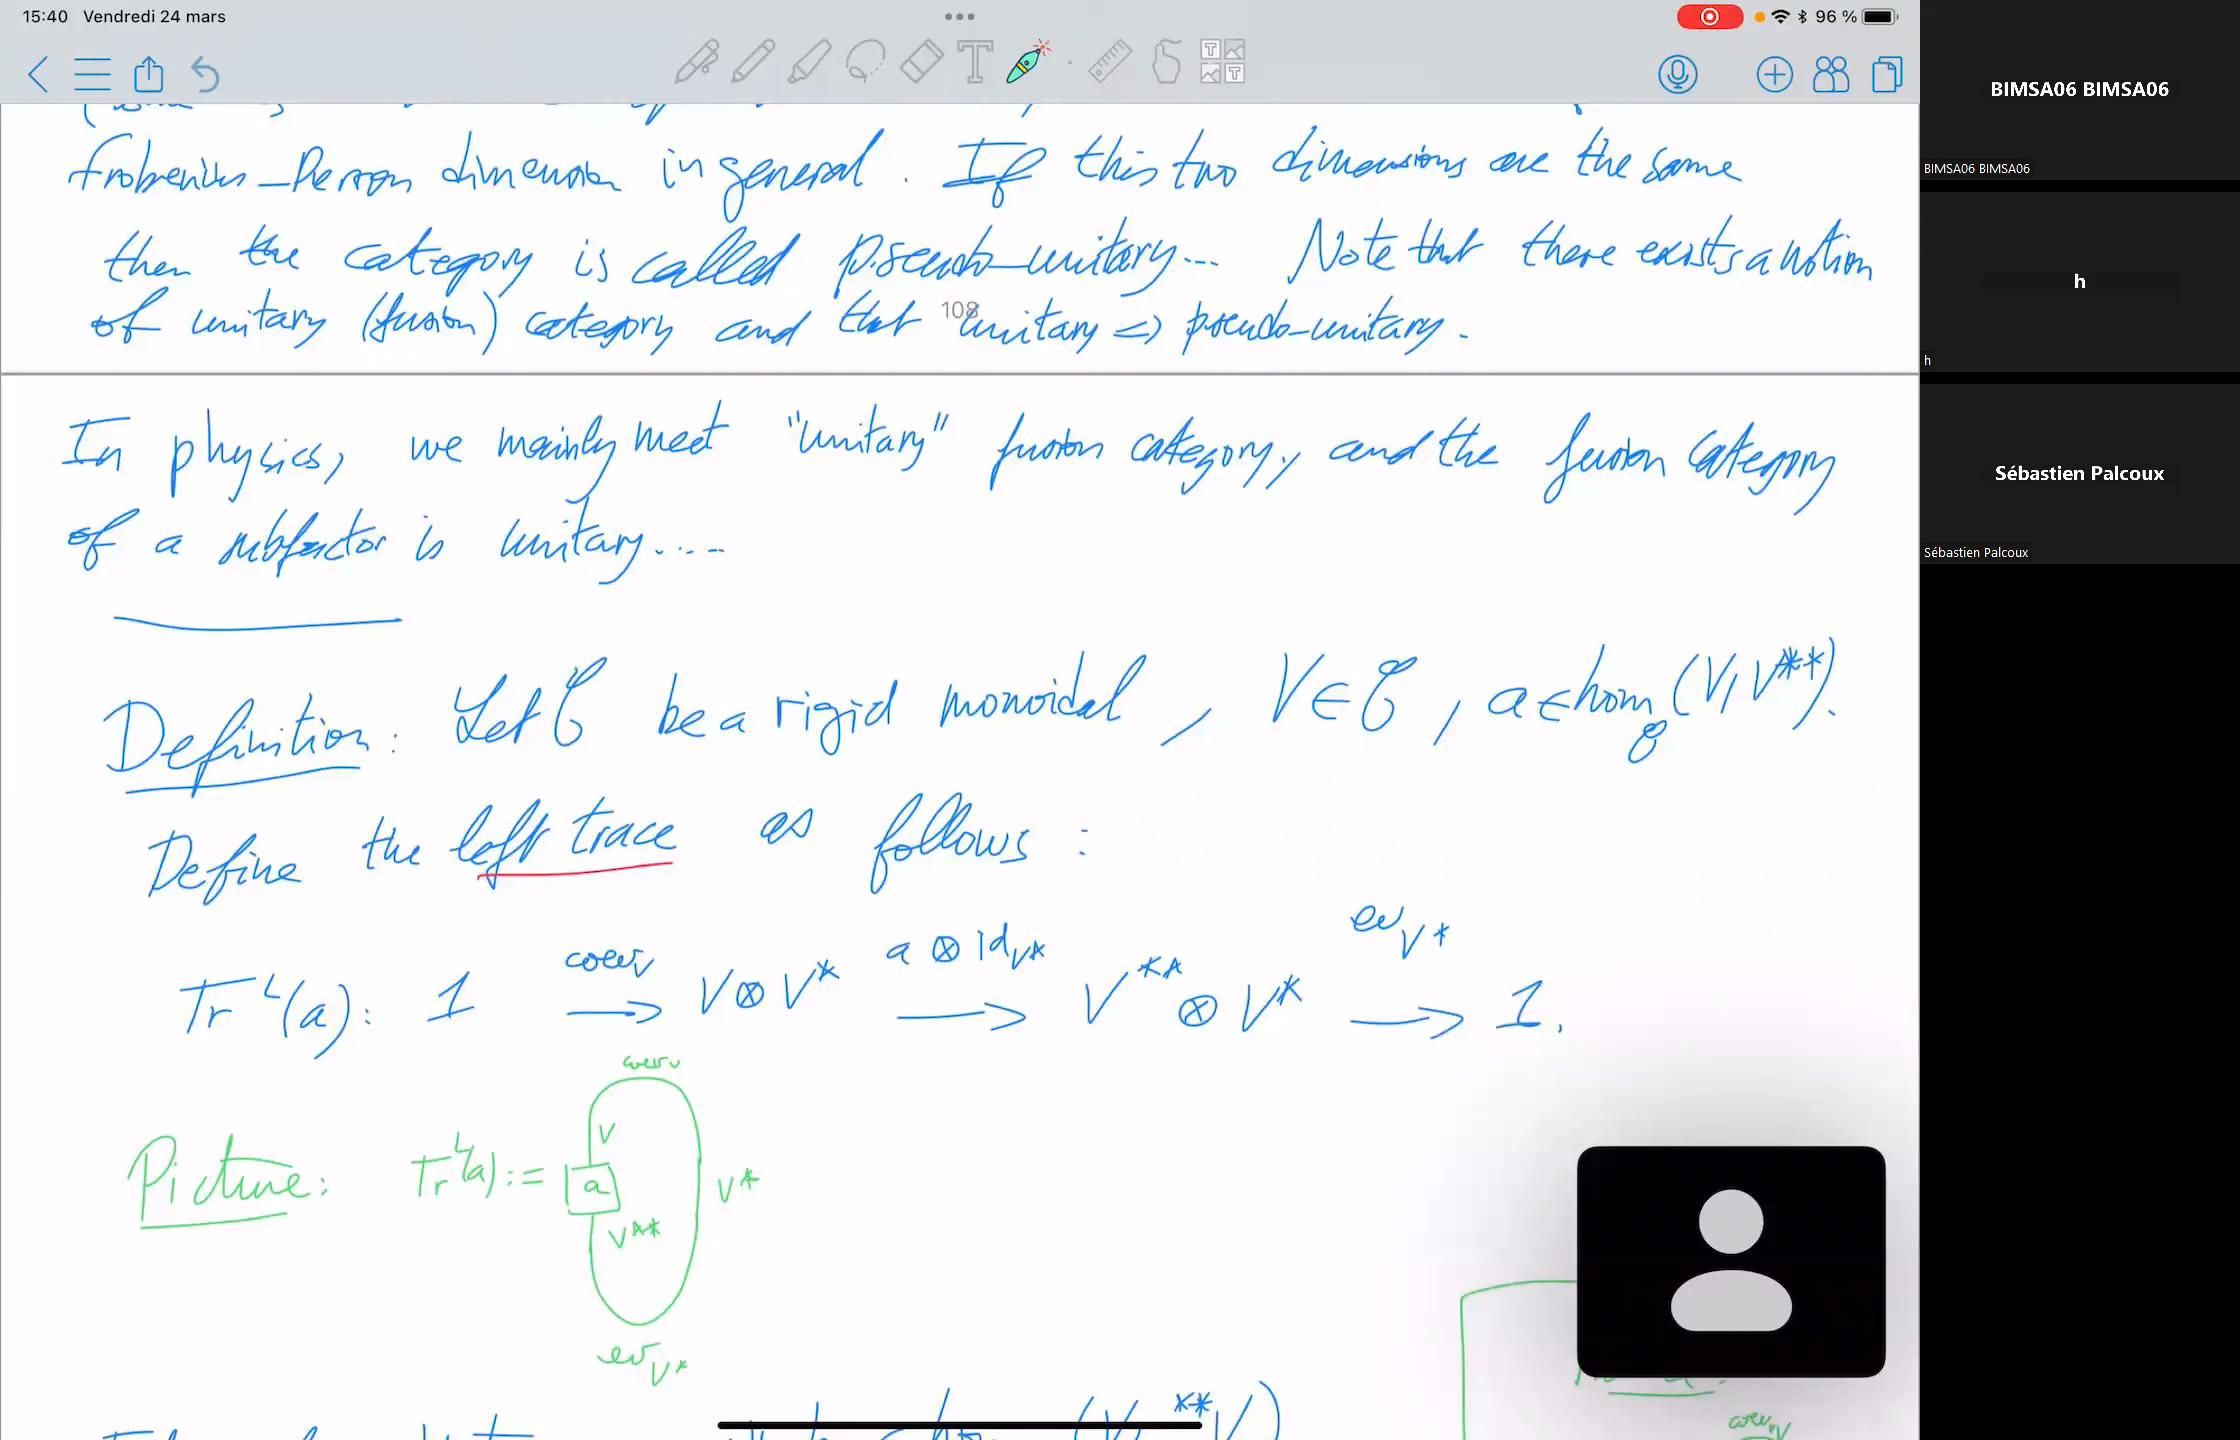 15:40 Vendredi 24 mars
96 %
Frobenius-Perron dimension in general. If this two dimensions are the same
then the category is called pseudo-unitary... Note that there exists a notion
of unitary (fusion) category and that unitary => pseudo-unitary.
108
In physics, we mainly meet "unitary" fusion category, and the fusion category
of a subfactor is unitary....
Definition: Let C be a rigid monoidal, V∈C, a∈hom_C(V,V**).
Define the left trace as follows:
coev_V a⊗id_V* ev_V*
Tr^L(a): 1 → V⊗V* → V**⊗V* → 1.
coev_V
V
Picture: Tr^L(a):= a V*
V**
ev_V*
(V, **V)
coev
BIMSA06 BIMSA06
BIMSA06 BIMSA06
h
h
Sébastien Palcoux
Sébastien Palcoux